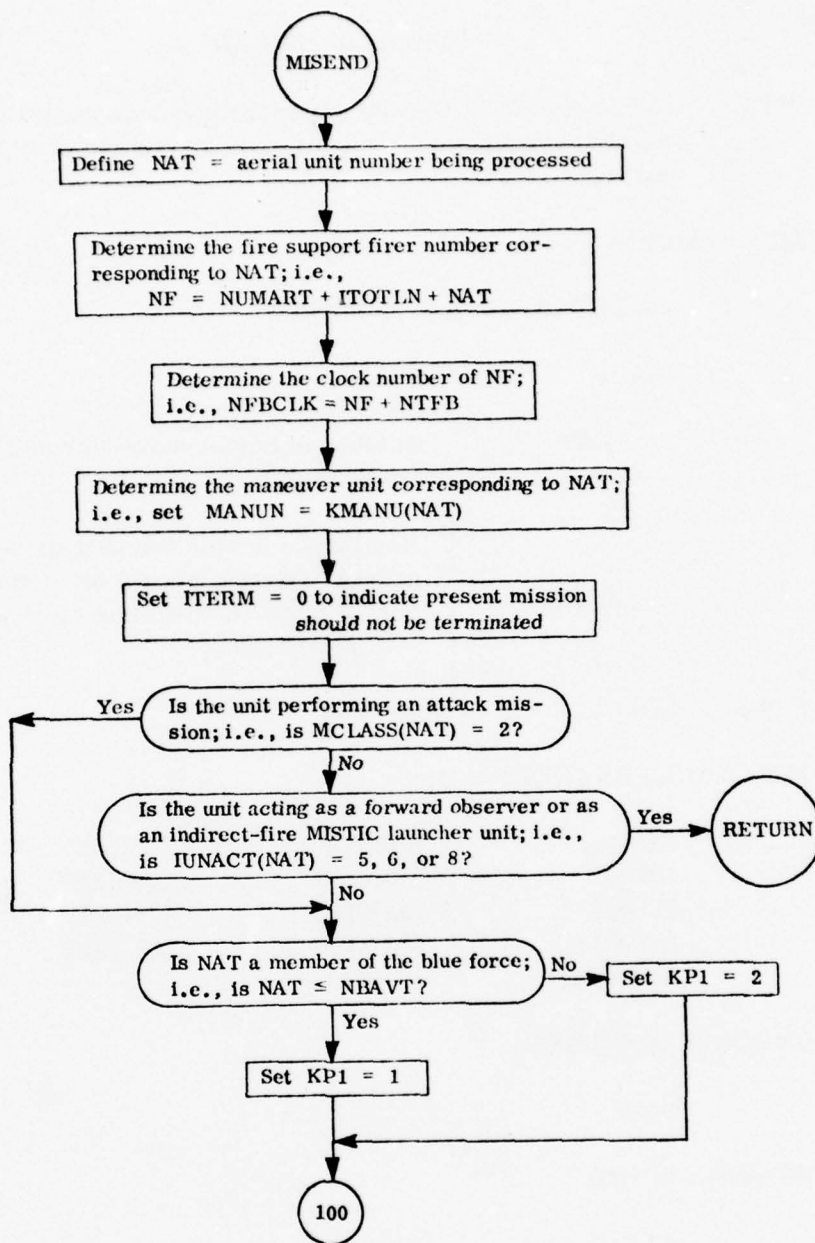 MISEND
Define NAT = aerial unit number being processed
Determine the fire support firer number cor-
responding to NAT; i.e.,
NF = NUMART + ITOTLN + NAT
Determine the clock number of NF;
i.e., NFBCLK = NF + NTFB
Determine the maneuver unit corresponding to NAT;
i.e., set MANUN = KMANU(NAT)
Set ITERM = 0 to indicate present mission
should not be terminated
Yes
Is the unit performing an attack mis-
sion; i.e., is MCLASS(NAT) = 2?
No
Is the unit acting as a forward observer or as
an indirect-fire MISTIC launcher unit; i.e.,
is IUNACT(NAT) = 5, 6, or 8?
Yes
RETURN
No
Is NAT a member of the blue force;
i.e., is NAT ≤ NBAVT?
No
Set KP1 = 2
Yes
Set KP1 = 1
100